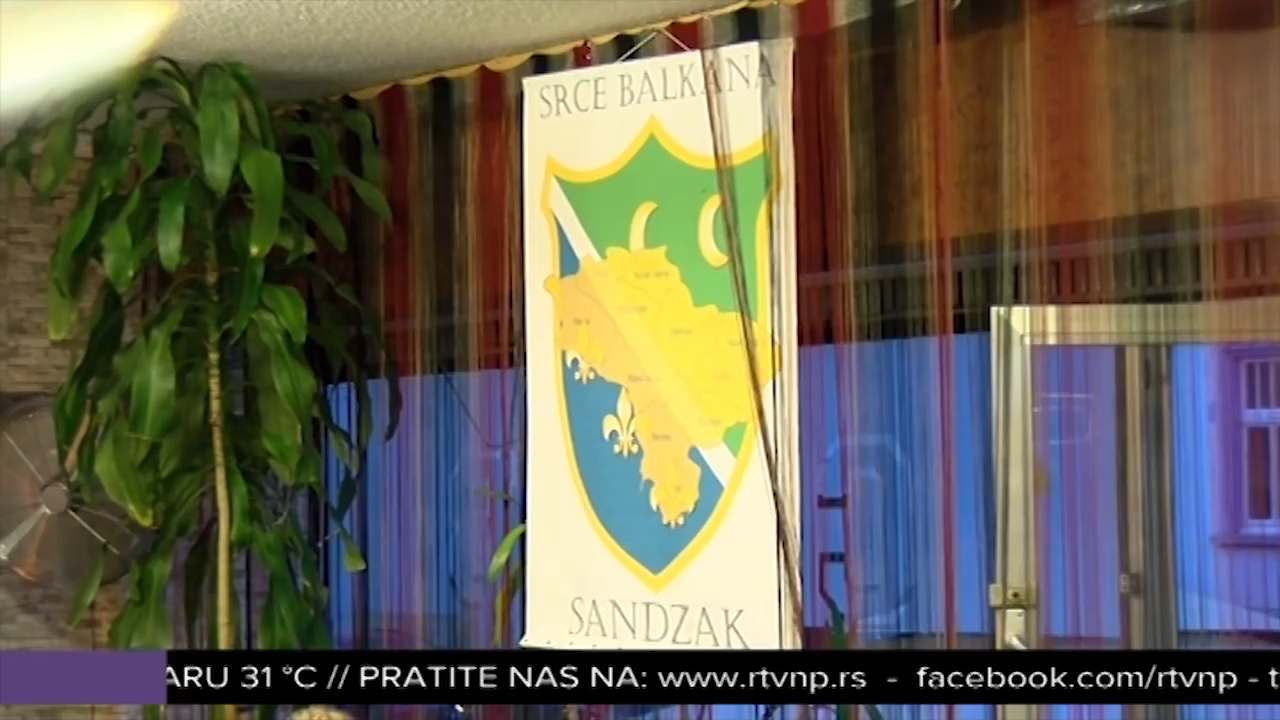 SRCE BALKANA
SANDZAK
ARU 31 °C // PRATITE NAS NA: www.rtvnp.rs - facebook.com/rtvnp - t